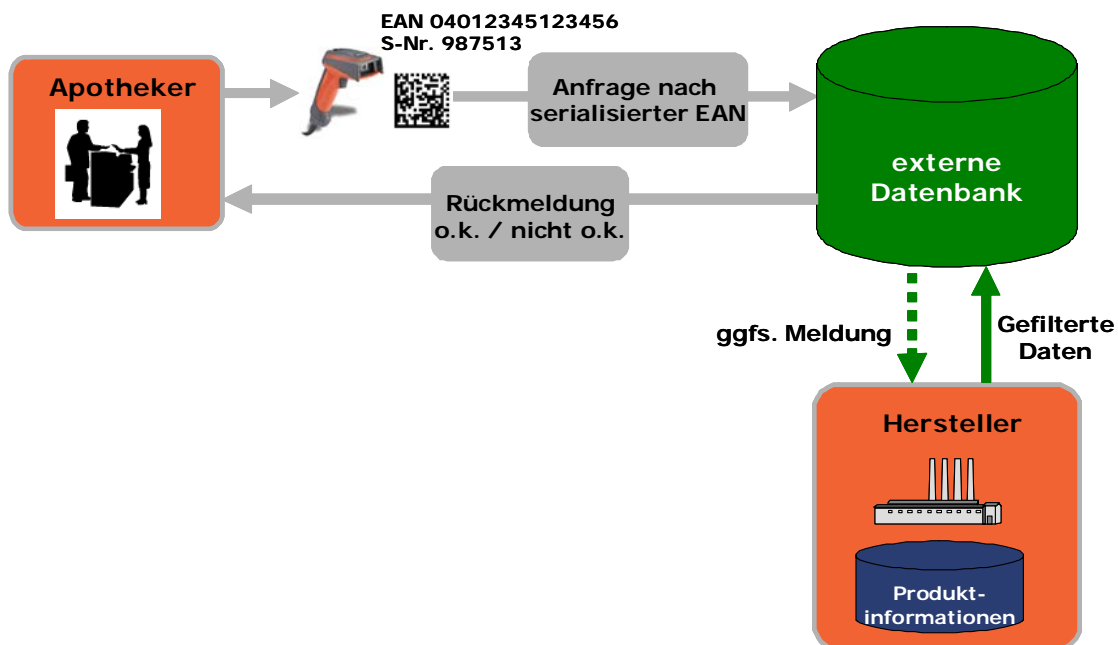 EAN 04012345123456
S-Nr. 987513
Apotheker
Anfrage nach
serialisierter EAN
externe
Datenbank
Rückmeldung
o.k. / nicht o.k.
ggfs. Meldung
Gefilterte
Daten
Hersteller
Produkt-
informationen